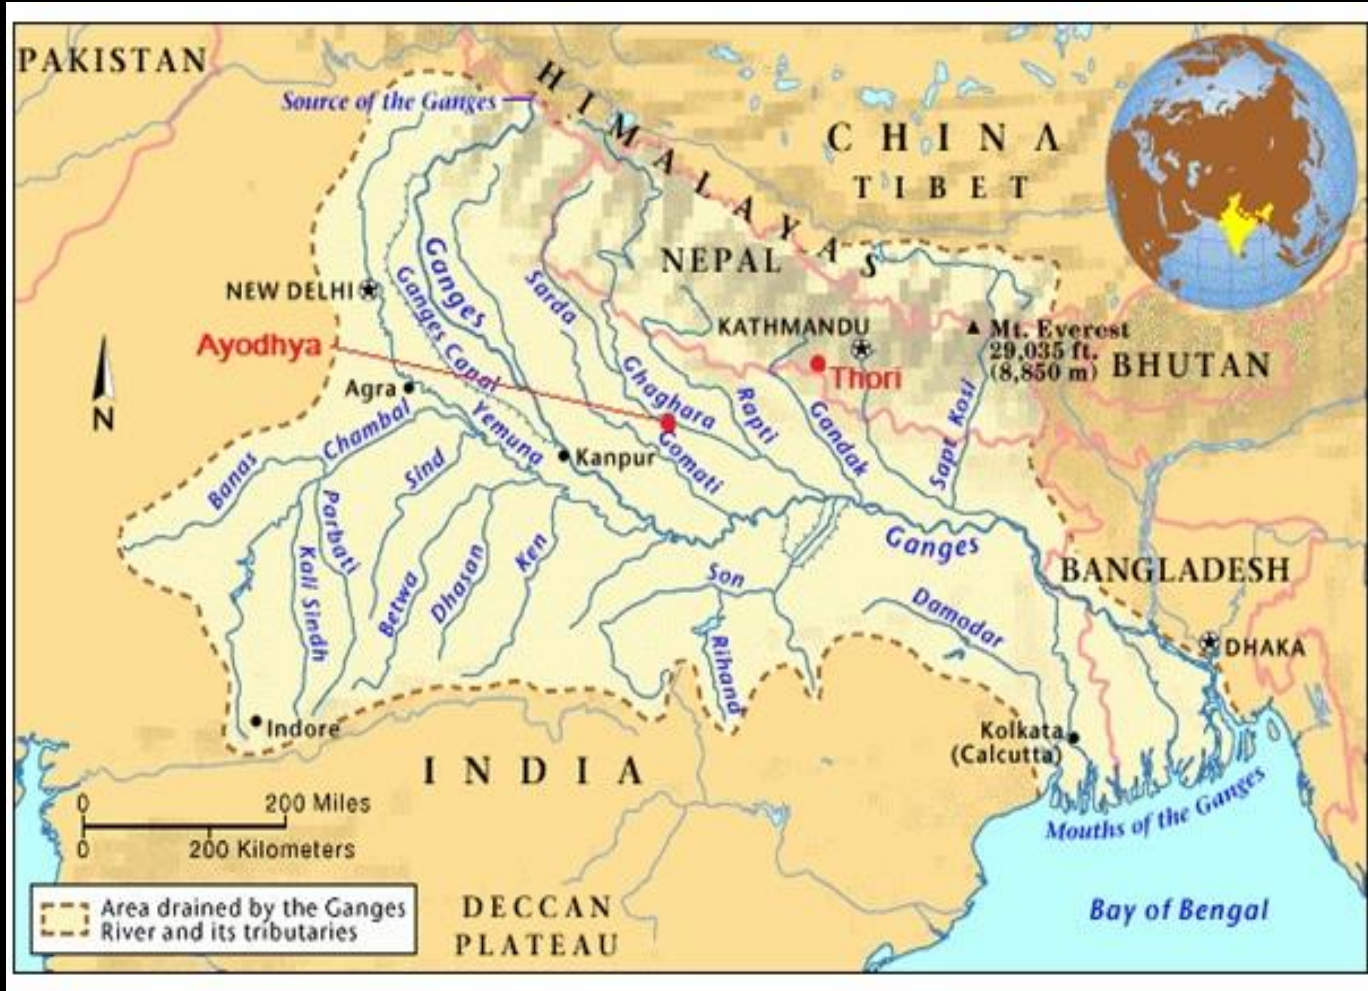 PAKISTAN
Source of the Ganges
HIMALAYAS
CHINA
TIBET
NEPAL
NEW DELHI
Ganges
Ganges Canal
Sarda
KATHMANDU
Mt. Everest
29,035 ft.
(8,850 m)
BHUTAN
Ayodhya
Thori
Agra
N
Ghaghara
Rapti
Gandak
Sapt Kosi
Chambal
Yemuna
Gomati
Banas
Sind
Kanpur
Parbati
Kali Sindh
Betwa
Dhasan
Ken
Ganges
Son
Damodar
Rihand
BANGLADESH
DHAKA
Indore
Kolkata
(Calcutta)
INDIA
Mouths of the Ganges
0 200 Miles
0 200 Kilometers
Area drained by the Ganges
River and its tributaries
DECCAN
PLATEAU
Bay of Bengal